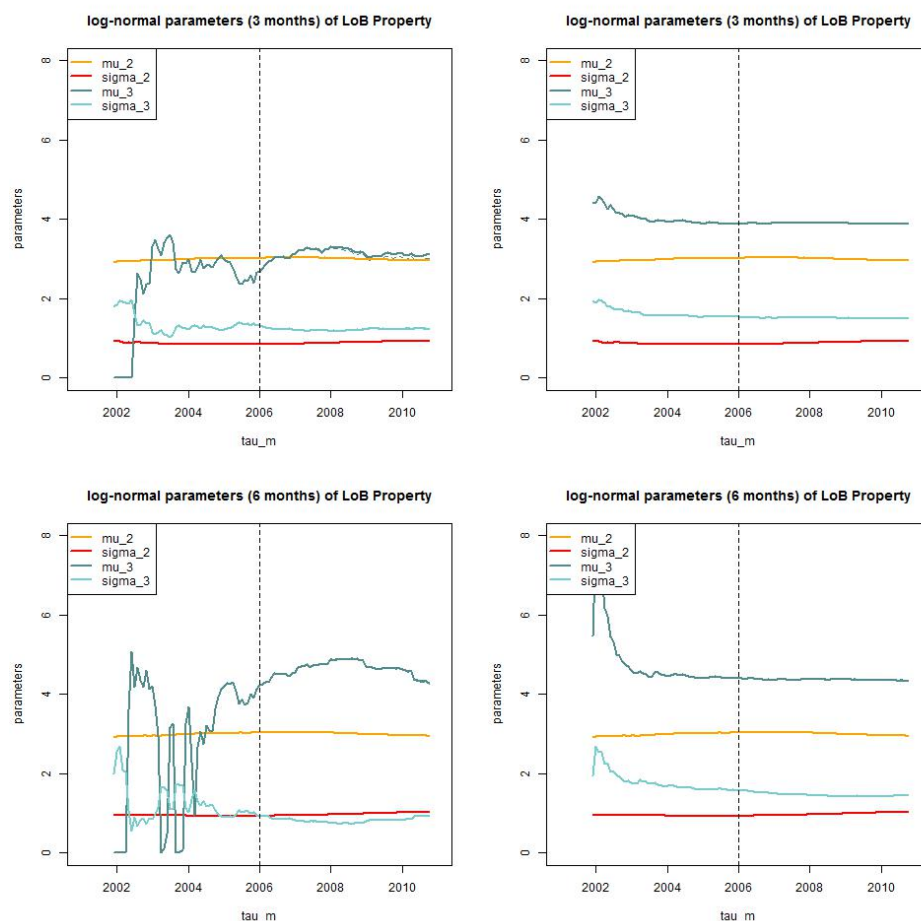 log-normal parameters (3 months) of LoB Property
mu_2
sigma_2
mu_3
sigma_3
parameters
0 2 4 6 8
2002 2004 2006 2008 2010
tau_m
log-normal parameters (3 months) of LoB Property
mu_2
sigma_2
mu_3
sigma_3
parameters
0 2 4 6 8
2002 2004 2006 2008 2010
tau_m
log-normal parameters (6 months) of LoB Property
mu_2
sigma_2
mu_3
sigma_3
parameters
0 2 4 6 8
2002 2004 2006 2008 2010
tau_m
log-normal parameters (6 months) of LoB Property
mu_2
sigma_2
mu_3
sigma_3
parameters
0 2 4 6 8
2002 2004 2006 2008 2010
tau_m